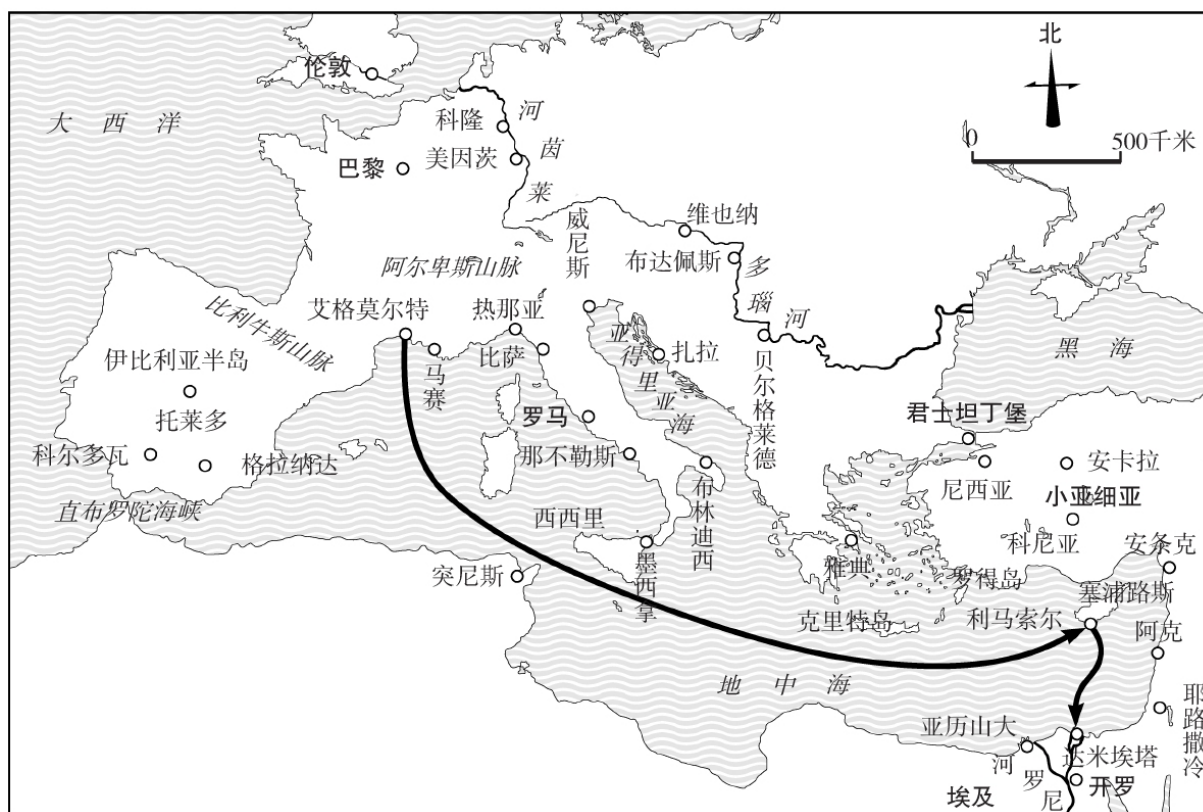 北
伦敦
大西洋
0
500千米
科隆
河茵莱
巴黎
美因茨
维也纳
威尼斯
布达佩斯
多瑙河
阿尔卑斯山脉
艾格莫尔特
热那亚
比利牛斯山脉
黑海
伊比利亚半岛
马赛
比萨
亚得里亚海
扎拉
贝尔格莱德
托莱多
罗马
君士坦丁堡
科尔多瓦
格拉纳达
那不勒斯
尼西亚
安卡拉
直布罗陀海峡
布林迪西
小亚细亚
西西里
科尼亚
安条克
突尼斯
墨西拿
雅典
罗得岛
塞浦路斯
克里特岛
利马索尔
阿克
地中海
耶路撒冷
亚历山大
达米埃塔
河罗尼
埃及
开罗